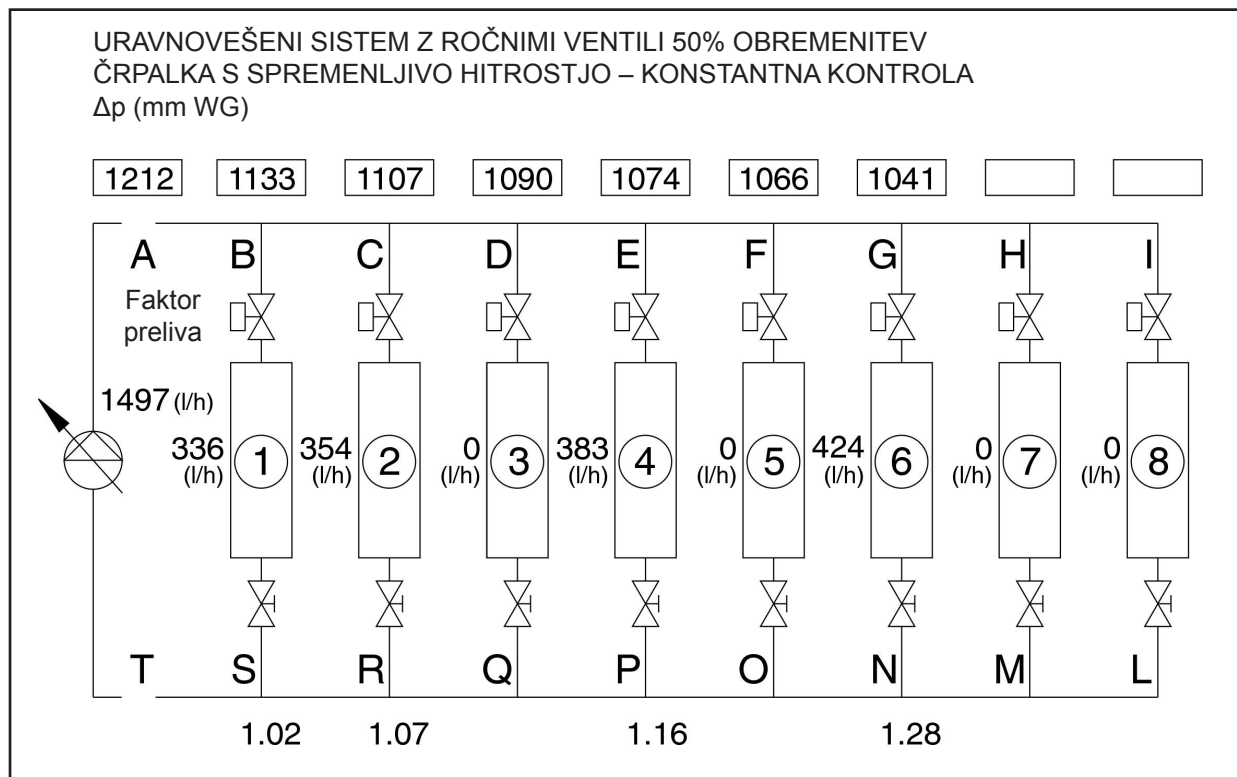 URAVNOVEŠENI SISTEM Z ROČNIMI VENTILI 50% OBREMENITEV
ČRPALKA S SPREMENLJIVO HITROSTJO – KONSTANTNA KONTROLA
Δp (mm WG)
1212 1133 1107 1090 1074 1066 1041
A B C D E F G H I
Faktor
preliva
1497 (l/h)
336 (l/h) 1 354 (l/h) 2 0 (l/h) 3 383 (l/h) 4 0 (l/h) 5 424 (l/h) 6 0 (l/h) 7 0 (l/h) 8
T S R Q P O N M L
1.02 1.07 1.16 1.28